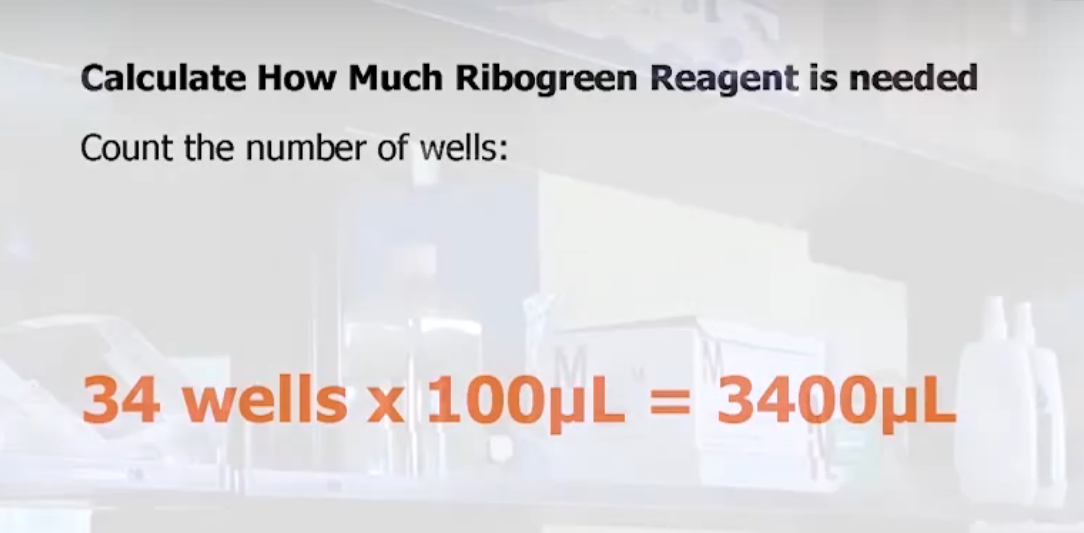 Calculate How Much Ribogreen Reagent is needed
Count the number of wells:
M M
34 wells x 100µL = 3400µL